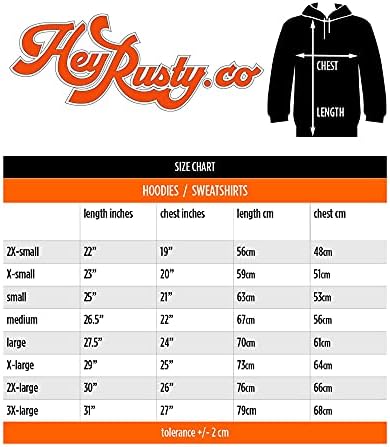 HeyRusty.co
CHEST
LENGTH
SIZE CHART
HOODIES / SWEATSHIRTS
length inches chest inches length cm chest cm
2X-small 22” 19” 56cm 48cm
X-small 23” 20” 59cm 51cm
small 25” 21” 63cm 53cm
medium 26.5” 22” 67cm 56cm
large 27.5” 24” 70cm 61cm
X-large 29” 25” 73cm 64cm
2X-large 30” 26” 76cm 66cm
3X-large 31” 27” 79cm 68cm
tolerance +/- 2 cm